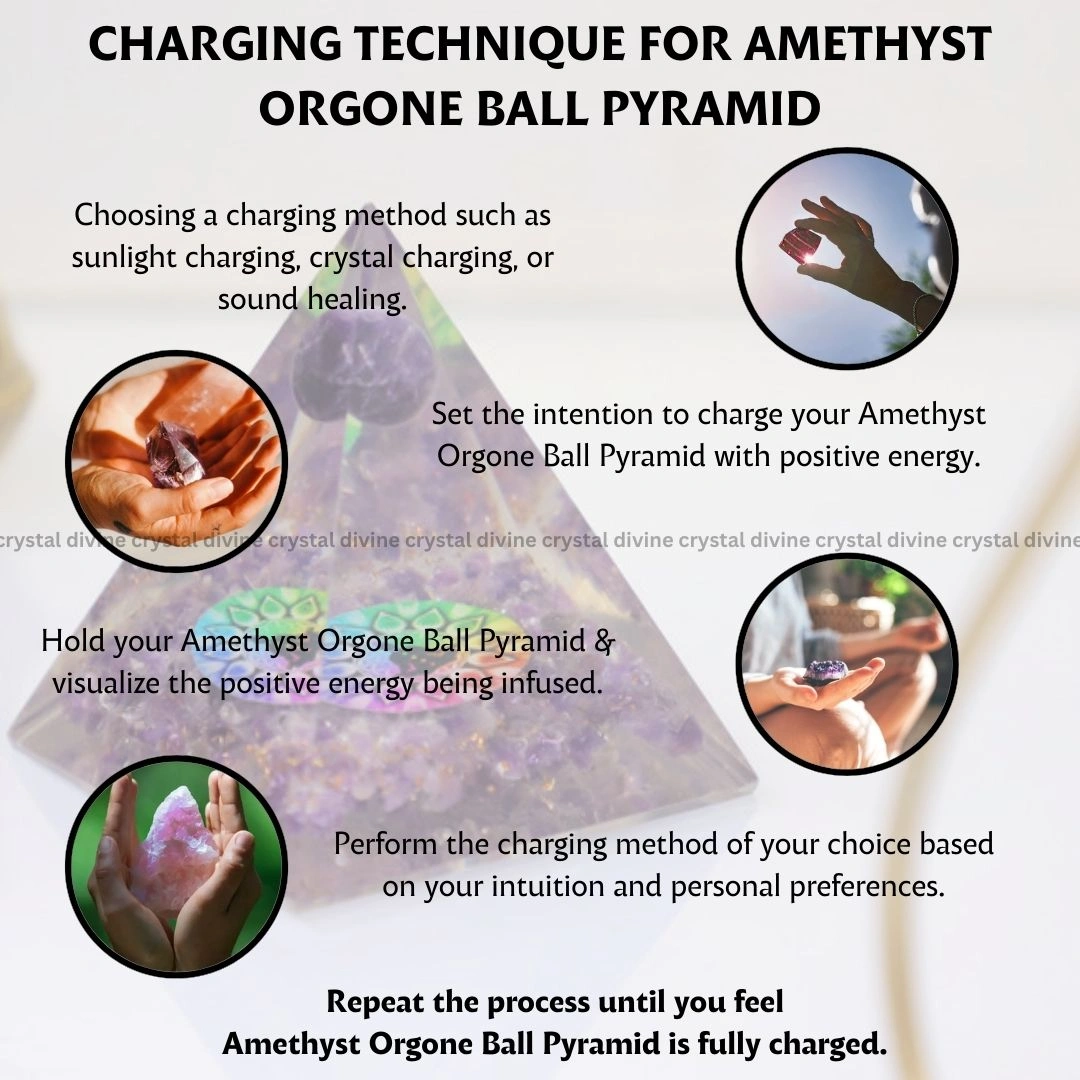 CHARGING TECHNIQUE FOR AMETHYST
ORGONE BALL PYRAMID
Choosing a charging method such as
sunlight charging, crystal charging, or
sound healing.
Set the intention to charge your Amethyst
Orgone Ball Pyramid with positive energy.
crystal divine crystal divine crystal divine crystal divine crystal divine crystal divine crystal divine crystal divine
Hold your Amethyst Orgone Ball Pyramid &
visualize the positive energy being infused.
Perform the charging method of your choice based
on your intuition and personal preferences.
Repeat the process until you feel
Amethyst Orgone Ball Pyramid is fully charged.